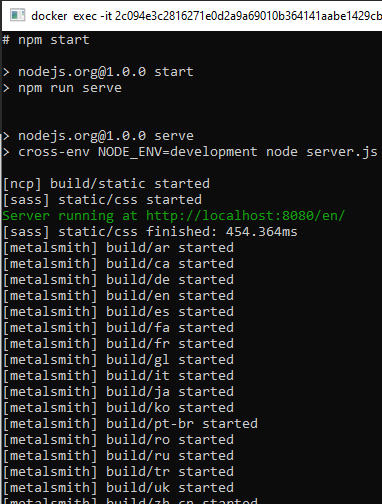 docker exec -it 2c094e3c2816271e0d2a9a69010b364141aabe1429cb
# npm start
> nodejs.org@1.0.0 start
> npm run serve
> nodejs.org@1.0.0 serve
> cross-env NODE_ENV=development node server.js
[ncp] build/static started
[sass] static/css started
Server running at http://localhost:8080/en/
[sass] static/css finished: 454.364ms
[metalsmith] build/ar started
[metalsmith] build/ca started
[metalsmith] build/de started
[metalsmith] build/en started
[metalsmith] build/es started
[metalsmith] build/fa started
[metalsmith] build/fr started
[metalsmith] build/gl started
[metalsmith] build/it started
[metalsmith] build/ja started
[metalsmith] build/ko started
[metalsmith] build/pt-br started
[metalsmith] build/ro started
[metalsmith] build/ru started
[metalsmith] build/tr started
[metalsmith] build/uk started
[metalsmith] build/zh-cn started